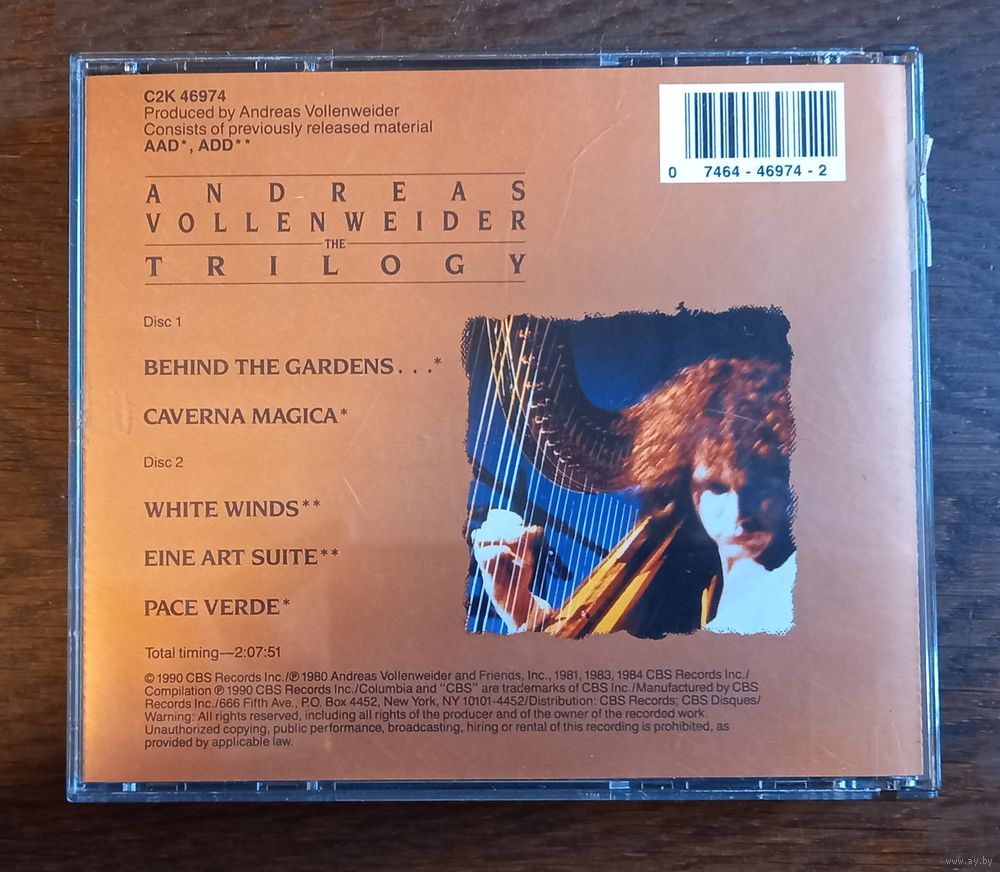 C2K 46974
Produced by Andreas Vollenweider
Consists of previously released material
AAD*, ADD**
0 7464 - 46974 - 2
ANDREAS
VOLLENWEIDER
THE
TRILOGY
Disc 1
BEHIND THE GARDENS . . .*
CAVERNA MAGICA*
Disc 2
WHITE WINDS**
EINE ART SUITE**
PACE VERDE*
Total timing—2:07:51
© 1990 CBS Records Inc./℗ 1980 Andreas Vollenweider and Friends, Inc., 1981, 1983, 1984 CBS Records Inc./
Compilation ℗ 1990 CBS Records Inc./Columbia and "CBS" are trademarks of CBS Inc./Manufactured by CBS
Records Inc./666 Fifth Ave., P.O. Box 4452, New York, NY 10101-4452/Distribution: CBS Records; CBS Disques/
Warning: All rights reserved, including all rights of the producer and of the owner of the recorded work.
Unauthorized copying, public performance, broadcasting, hiring or rental of this recording is prohibited, as
provided by applicable law.
www.ay.by